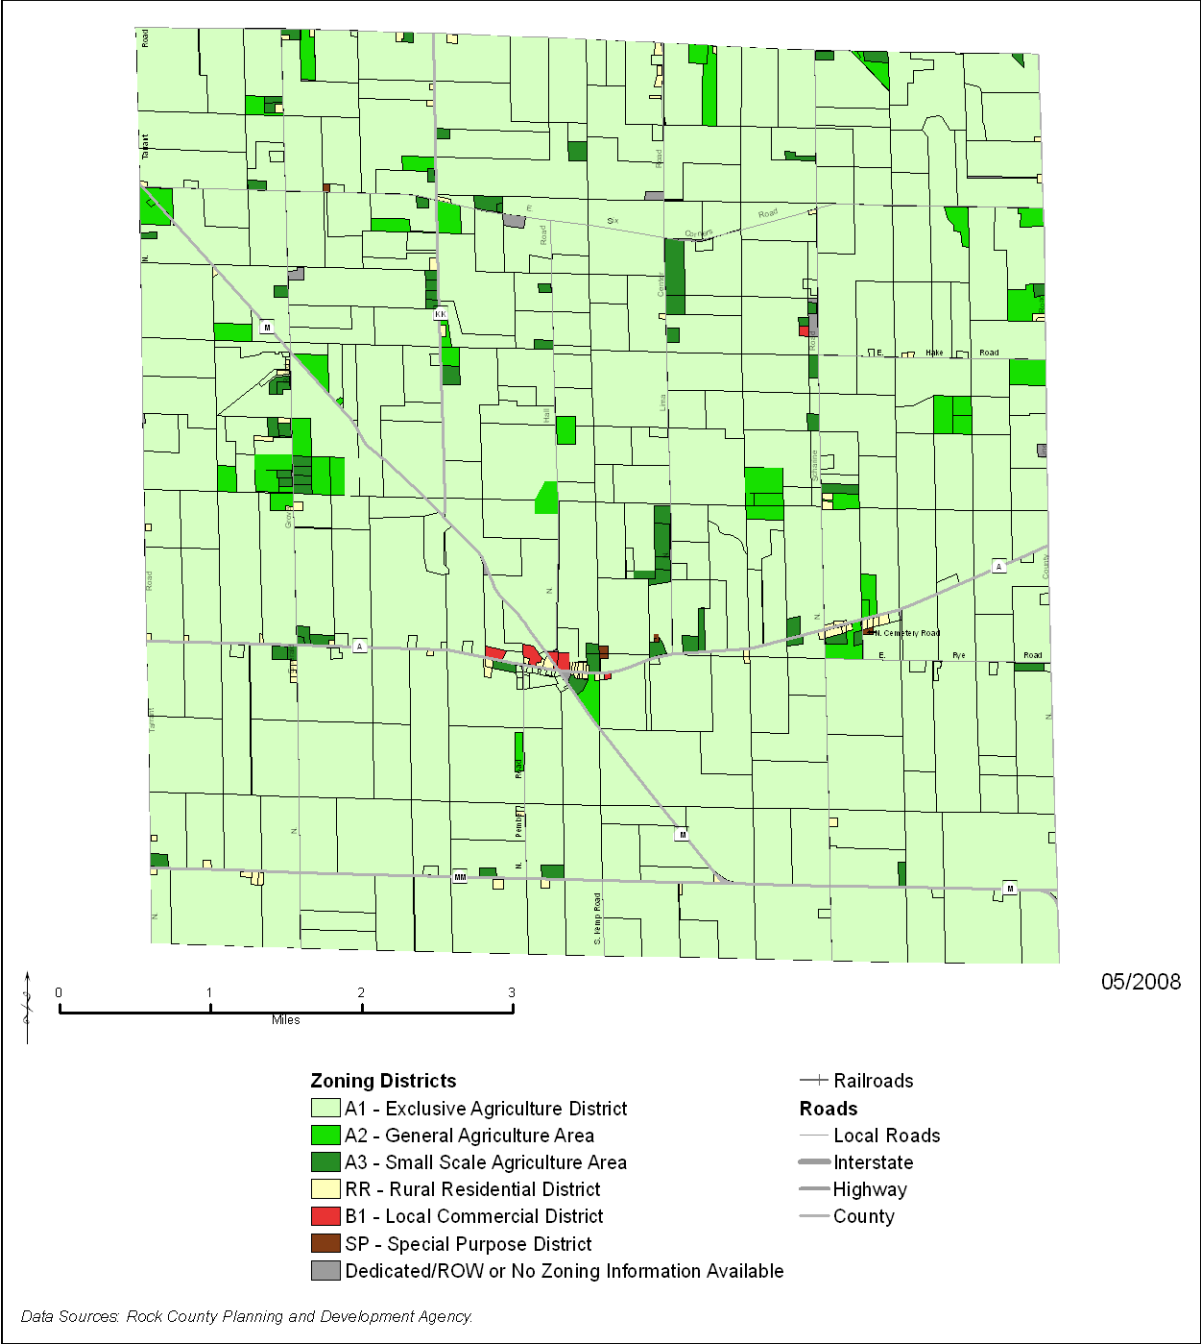 Road
Tarrant
N.
Road
E.
Six
Corners
Road
Road
Center
KK
M
Road
E. Hake Road
Hall
Lima
Scharine
Grove
A
County
Road
N.
N.
N. Cemetery Road
A
E. Rye Road
Tarrant
N.
Road
N.
M
N.
MM
M
N.
S. Kemp Road
05/2008
0 1 2 3
Miles
Zoning Districts
A1 - Exclusive Agriculture District
A2 - General Agriculture Area
A3 - Small Scale Agriculture Area
RR - Rural Residential District
B1 - Local Commercial District
SP - Special Purpose District
Dedicated/ROW or No Zoning Information Available
Railroads
Roads
Local Roads
Interstate
Highway
County
Data Sources: Rock County Planning and Development Agency.